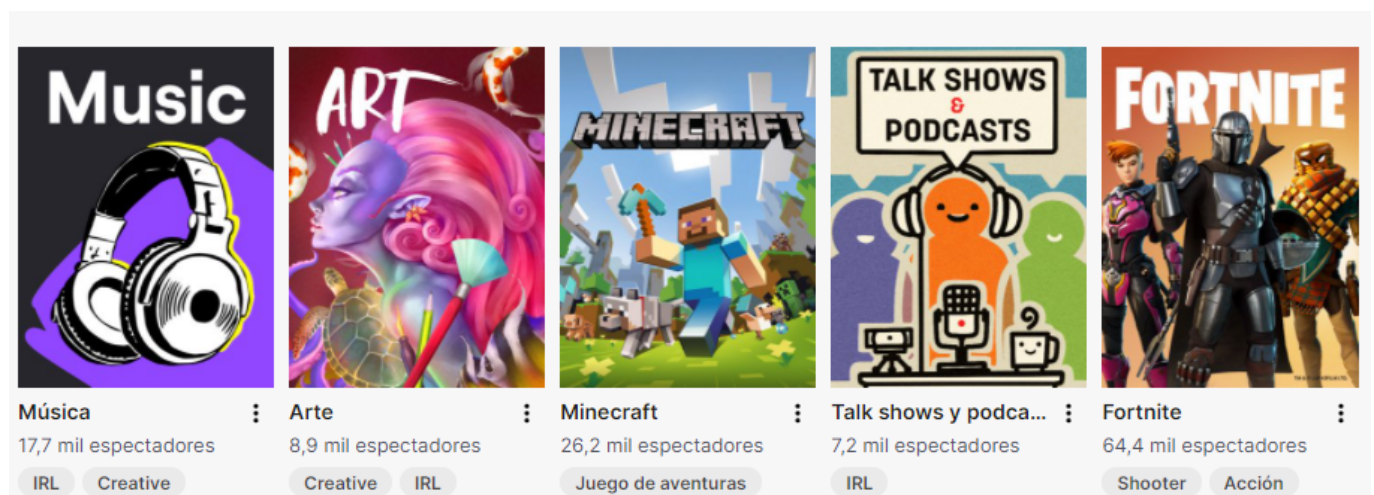 Music
ART
MINECRAFT
TALK SHOWS
&
PODCASTS
FORTNITE
Música
17,7 mil espectadores
IRL Creative
Arte
8,9 mil espectadores
Creative IRL
Minecraft
26,2 mil espectadores
Juego de aventuras
Talk shows y podca...
7,2 mil espectadores
IRL
Fortnite
64,4 mil espectadores
Shooter Acción